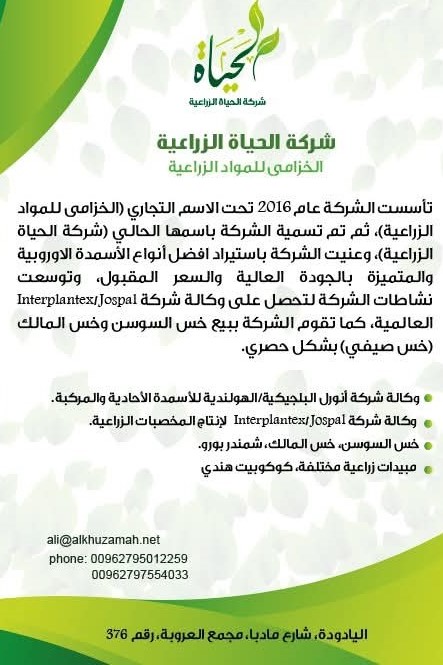 الحياة
شركة الحياة الزراعية
شركة الحياة الزراعية
الخزامى للمواد الزراعية
تأسست الشركة عام 2016 تحت الاسم التجاري (الخزامى للمواد
الزراعية)، ثم تم تسمية الشركة باسمها الحالي (شركة الحياة
الزراعية)، وعنيت الشركة باستيراد افضل أنواع الأسمدة الاوروبية
والمتميزة بالجودة العالية والسعر المقبول، وتوسعت
نشاطات الشركة لتحصل على وكالة شركة Interplantex/Jospal
العالمية، كما تقوم الشركة ببيع خس السوسن وخس المالك
(خس صيفي) بشكل حصري.
وكالة شركة أنورل البلجيكية/الهولندية للأسمدة الأحادية والمركبة.
وكالة شركة Interplantex/Jospal لإنتاج المخصبات الزراعية.
خس السوسن، خس المالك، شمندر بورو.
مبيدات زراعية مختلفة، كوكوبيت هندي
ali@alkhuzamah.net
phone: 00962795012259
00962797554033
اليادودة، شارع مادبا، مجمع العروبة، رقم 376